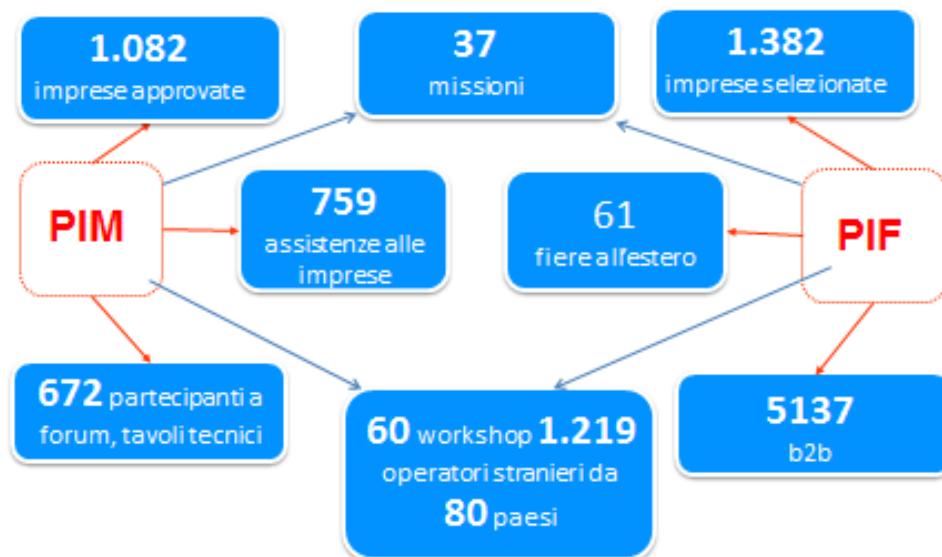 1.082
imprese approvate
37
missioni
1.382
imprese selezionate
PIM
759
assistenze alle
imprese
61
fiere all'estero
PIF
672 partecipanti a
forum, tavoli tecnici
60 workshop 1.219
operatori stranieri da
80 paesi
5137
b2b